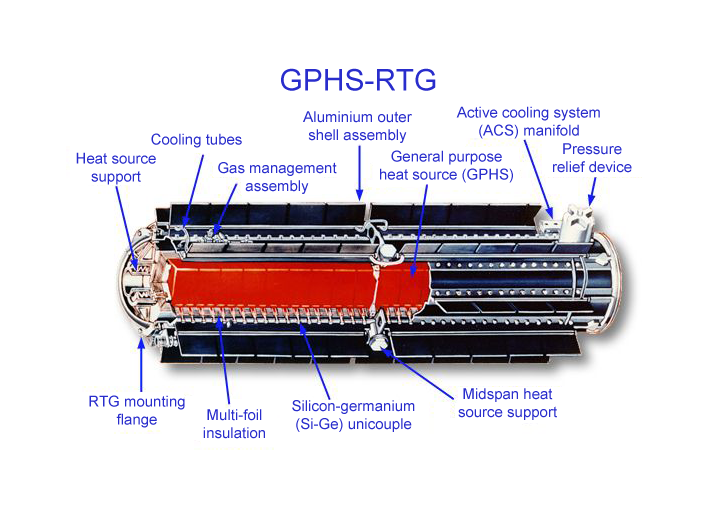 GPHS-RTG
Aluminium outer
shell assembly
Active cooling system
(ACS) manifold
Cooling tubes
Heat source
support
Gas management
assembly
General purpose
heat source (GPHS)
Pressure
relief device
RTG mounting
flange
Multi-foil
insulation
Silicon-germanium
(Si-Ge) unicouple
Midspan heat
source support